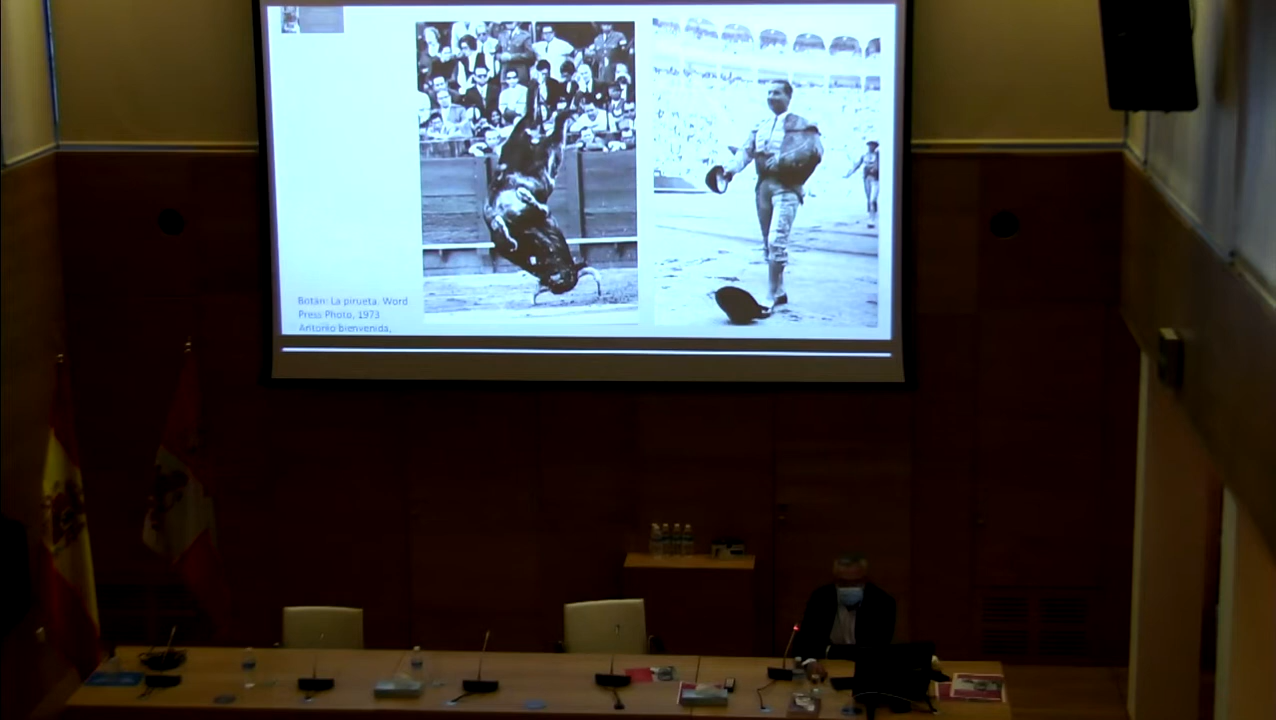 Botán: La pirueta. Word
Press Photo, 1973
Antonio bienvenida,